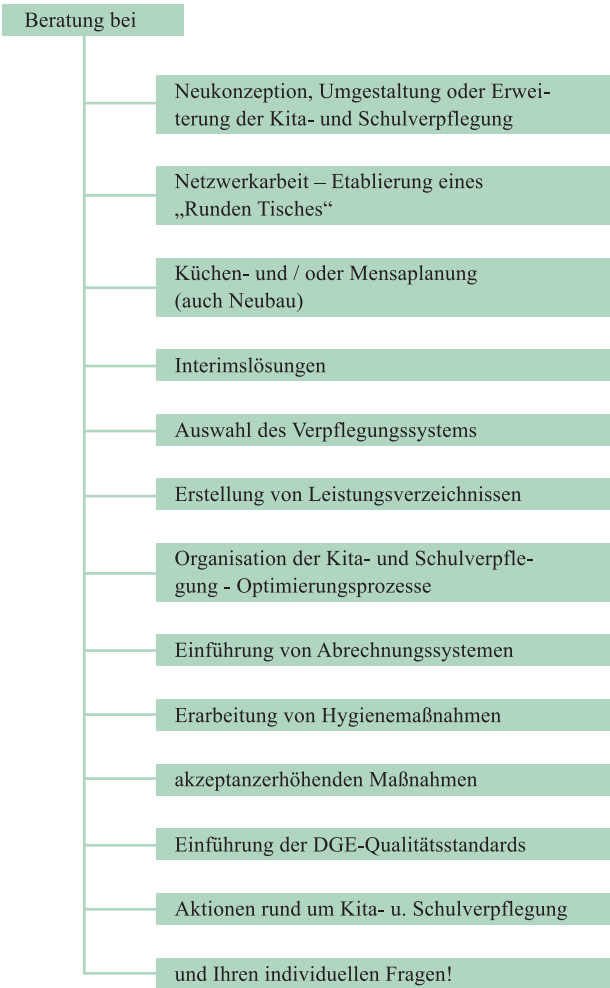 Beratung bei
Neukonzeption, Umgestaltung oder Erwei-
terung der Kita- und Schulverpflegung
Netzwerkarbeit – Etablierung eines
„Runden Tisches“
Küchen- und / oder Mensaplanung
(auch Neubau)
Interimslösungen
Auswahl des Verpflegungssystems
Erstellung von Leistungsverzeichnissen
Organisation der Kita- und Schulverpfle-
gung - Optimierungsprozesse
Einführung von Abrechnungssystemen
Erarbeitung von Hygienemaßnahmen
akzeptanzerhöhenden Maßnahmen
Einführung der DGE-Qualitätsstandards
Aktionen rund um Kita- u. Schulverpflegung
und Ihren individuellen Fragen!